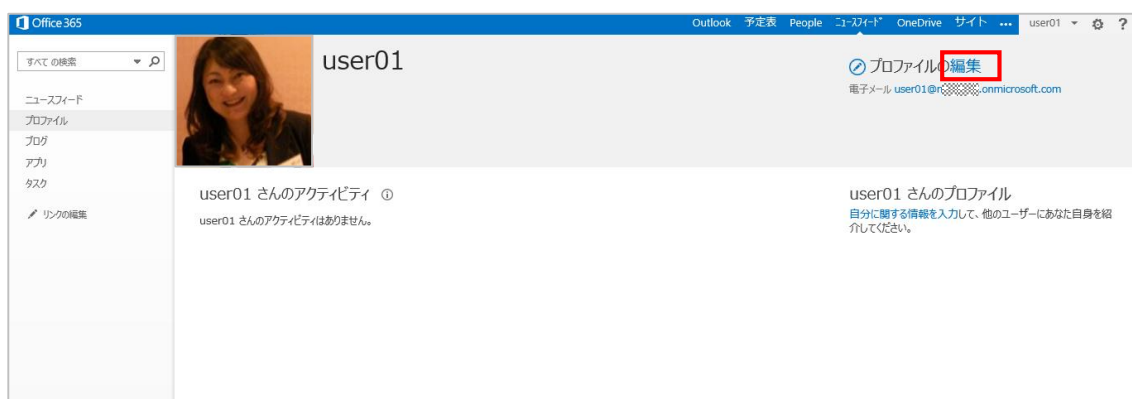 Office 365
Outlook 予定表 People ニュースフィード OneDrive サイト ... user01 ?
すべての検索
user01
プロファイルの編集
電子メール user01@r .onmicrosoft.com
ニュースフィード
プロファイル
ブログ
アプリ
タスク
リンクの編集
user01 さんのアクティビティ
user01 さんのアクティビティはありません。
user01 さんのプロファイル
自分に関する情報を入力して、他のユーザーにあなた自身を紹
介してください。